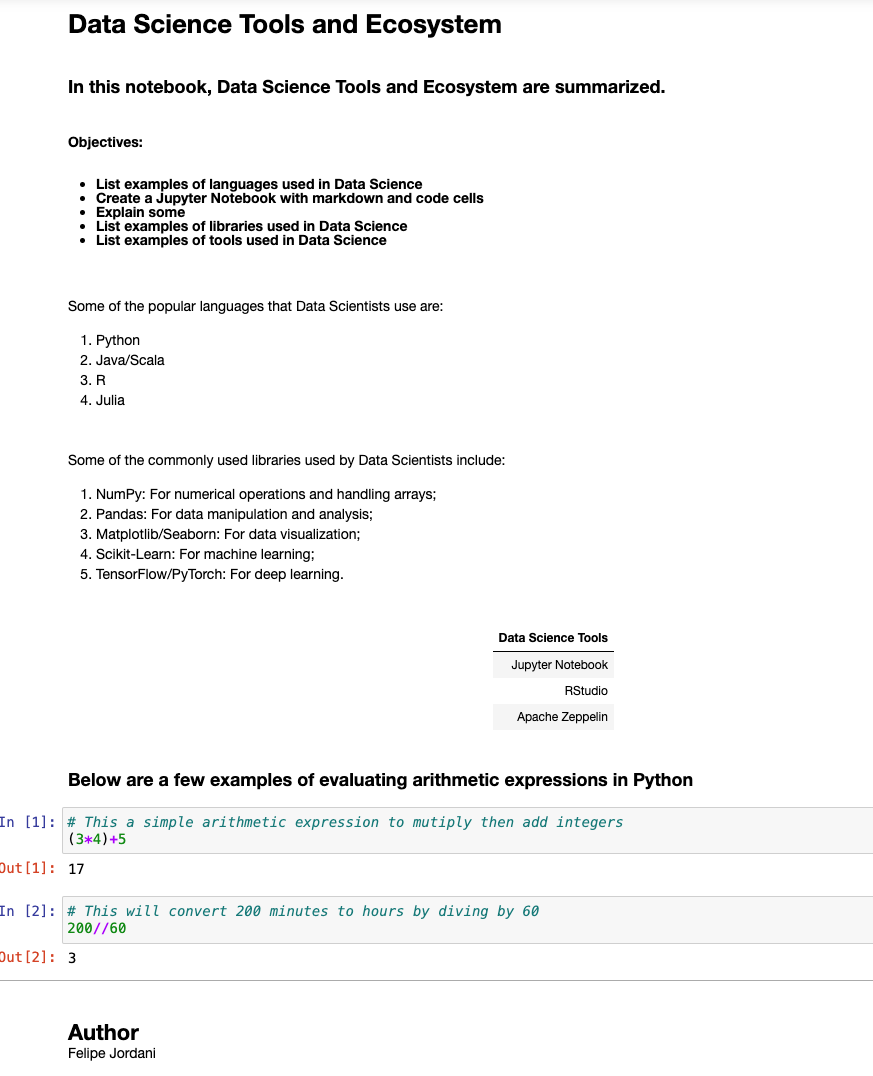 Data Science Tools and Ecosystem
In this notebook, Data Science Tools and Ecosystem are summarized.
Objectives:
• List examples of languages used in Data Science
• Create a Jupyter Notebook with markdown and code cells
• Explain some
• List examples of libraries used in Data Science
• List examples of tools used in Data Science
Some of the popular languages that Data Scientists use are:
1. Python
2. Java/Scala
3. R
4. Julia
Some of the commonly used libraries used by Data Scientists include:
1. NumPy: For numerical operations and handling arrays;
2. Pandas: For data manipulation and analysis;
3. Matplotlib/Seaborn: For data visualization;
4. Scikit-Learn: For machine learning;
5. TensorFlow/PyTorch: For deep learning.
Data Science Tools
Jupyter Notebook
RStudio
Apache Zeppelin
Below are a few examples of evaluating arithmetic expressions in Python
In [1]: # This a simple arithmetic expression to mutiply then add integers
(3*4)+5
Out[1]: 17
In [2]: # This will convert 200 minutes to hours by diving by 60
200//60
Out[2]: 3
Author
Felipe Jordani